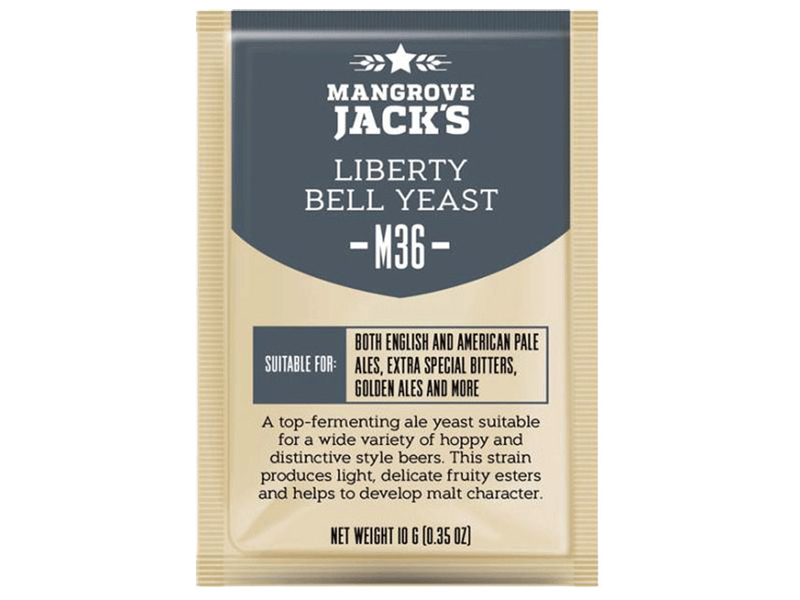 MANGROVE
JACK'S
LIBERTY
BELL YEAST
-M36-
SUITABLE FOR:
BOTH ENGLISH AND AMERICAN PALE
ALES, EXTRA SPECIAL BITTERS,
GOLDEN ALES AND MORE
A top-fermenting ale yeast suitable
for a wide variety of hoppy and
distinctive style beers. This strain
produces light, delicate fruity esters
and helps to develop malt character.
NET WEIGHT 10 G (0.35 OZ)